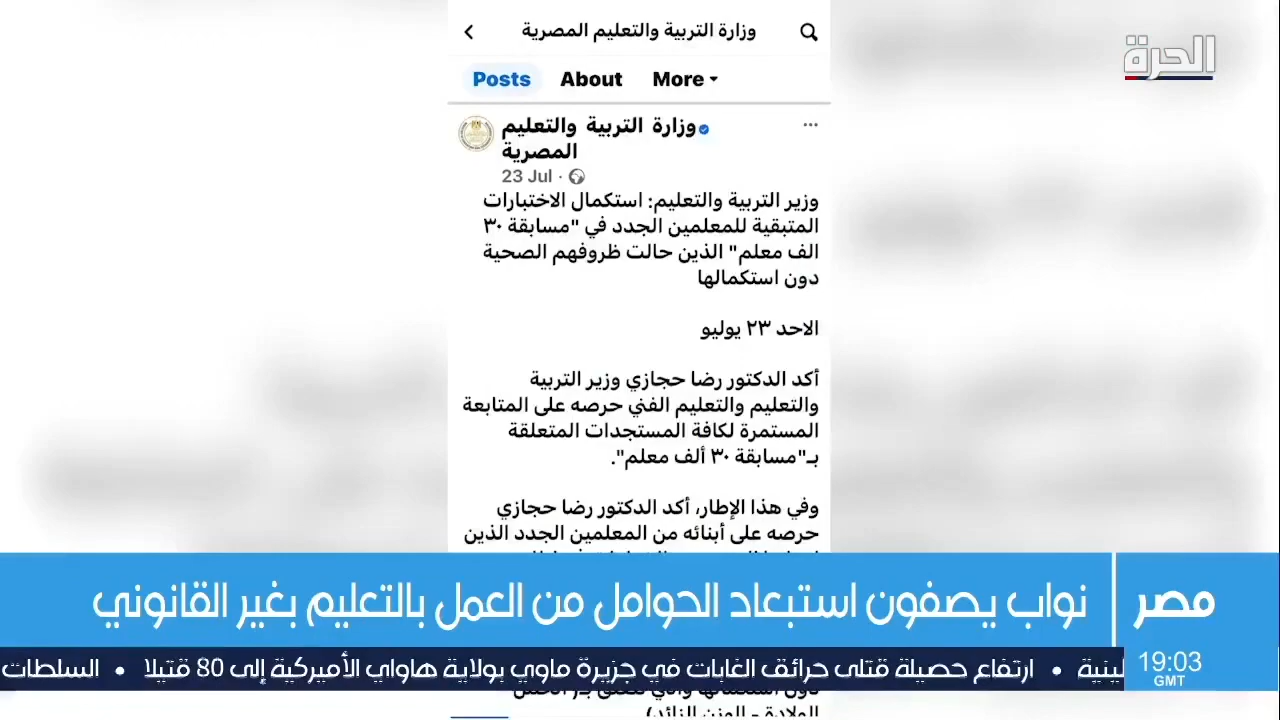 وزارة التربية والتعليم المصرية
الحرة
Posts About More
وزارة التربية والتعليم
المصرية
23 Jul ·
وزير التربية والتعليم: استكمال الاختبارات
المتبقية للمعلمين الجدد في "مسابقة ٣٠
الف معلم" الذين حالت ظروفهم الصحية
دون استكمالها
الاحد ٢٣ يوليو
أكد الدكتور رضا حجازي وزير التربية
والتعليم والتعليم الفني حرصه على المتابعة
المستمرة لكافة المستجدات المتعلقة
بـ"مسابقة ٣٠ ألف معلم".
وفي هذا الإطار، أكد الدكتور رضا حجازي
حرصه على أبنائه من المعلمين الجدد الذين
مصر
نواب يصفون استبعاد الحوامل من العمل بالتعليم بغير القانوني
19:03
GMT
ارتفاع حصيلة قتلى حرائق الغابات في جزيرة ماوي بولاية هاواي الأميركية إلى 80 قتيلا • السلطات
الولادة - الوزن الزائد)